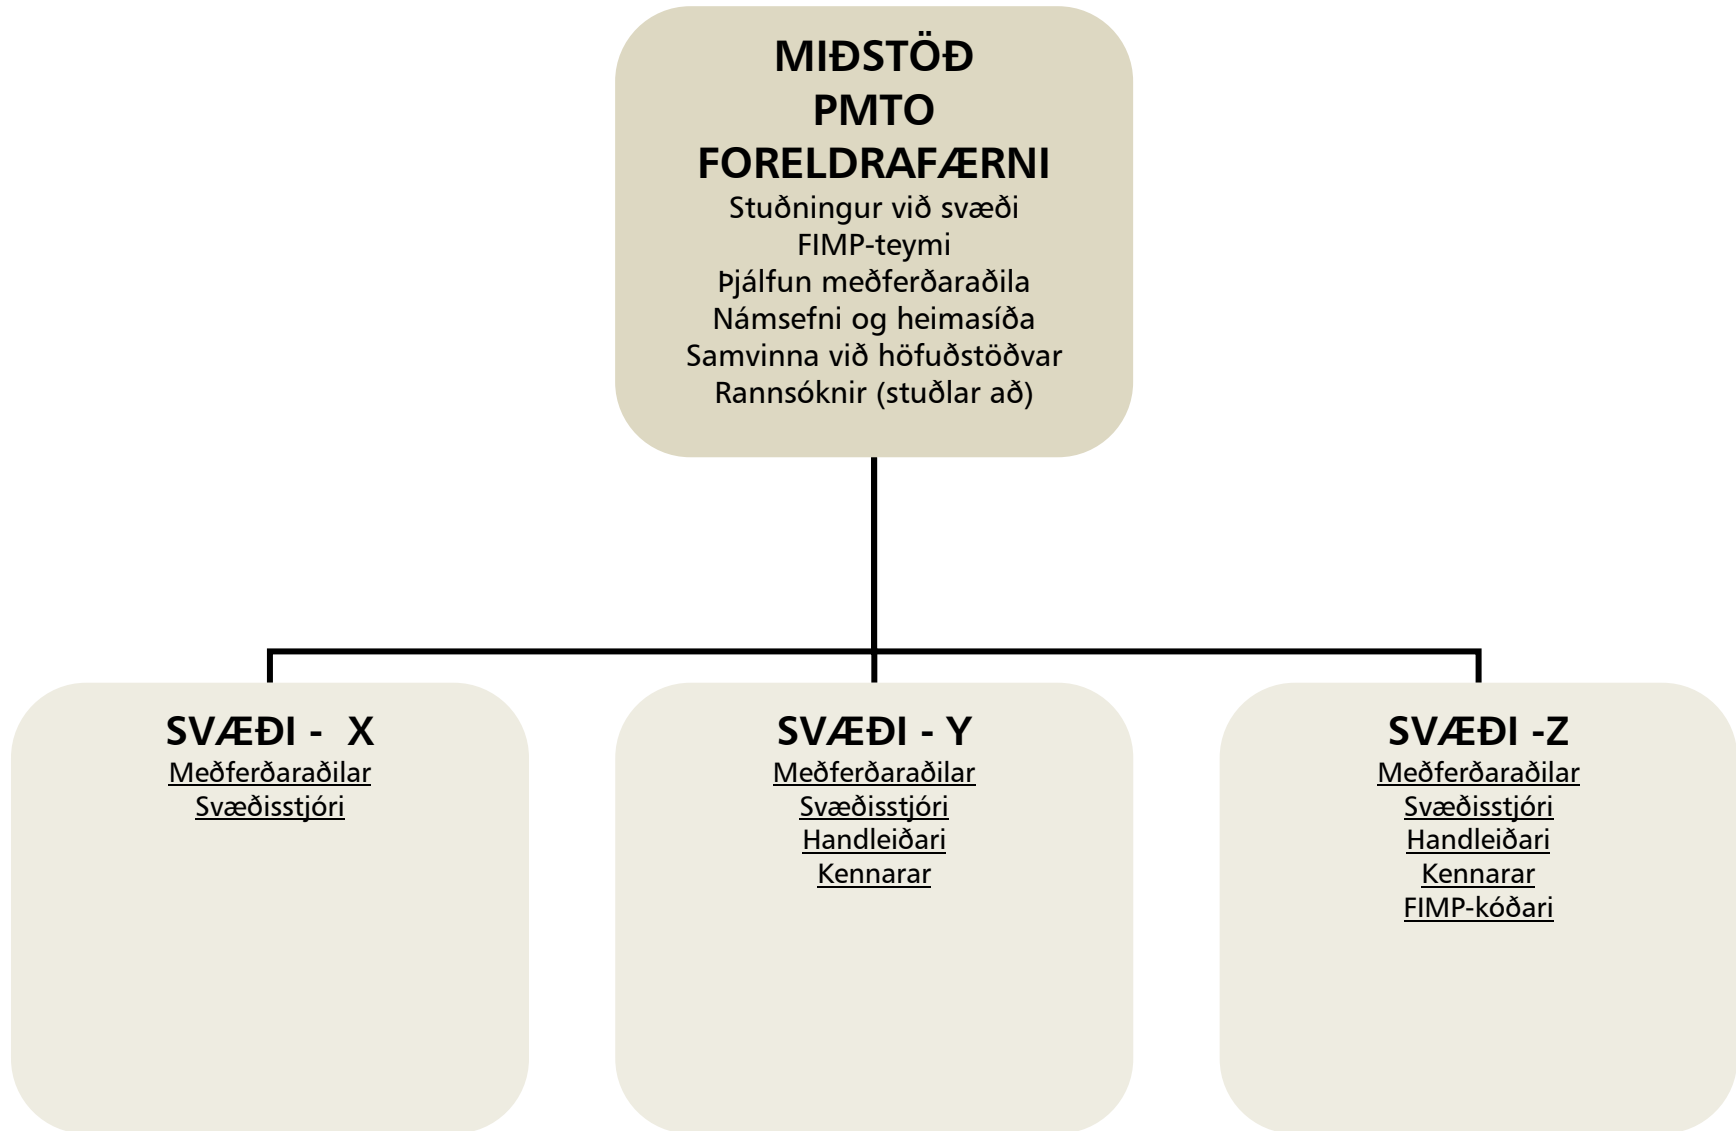 MIÐSTÖÐ
PMTO
FORELDRAFÆRNI
Stuðningur við svæði
FIMP-teymi
Þjálfun meðferðaraðila
Námsefni og heimasíða
Samvinna við höfuðstöðvar
Rannsóknir (stuðlar að)
SVÆÐI -  X
Meðferðaraðilar
Svæðisstjóri
SVÆÐI - Y
Meðferðaraðilar
Svæðisstjóri
Handleiðari
Kennarar
SVÆÐI -Z
Meðferðaraðilar
Svæðisstjóri
Handleiðari
Kennarar
FIMP-kóðari